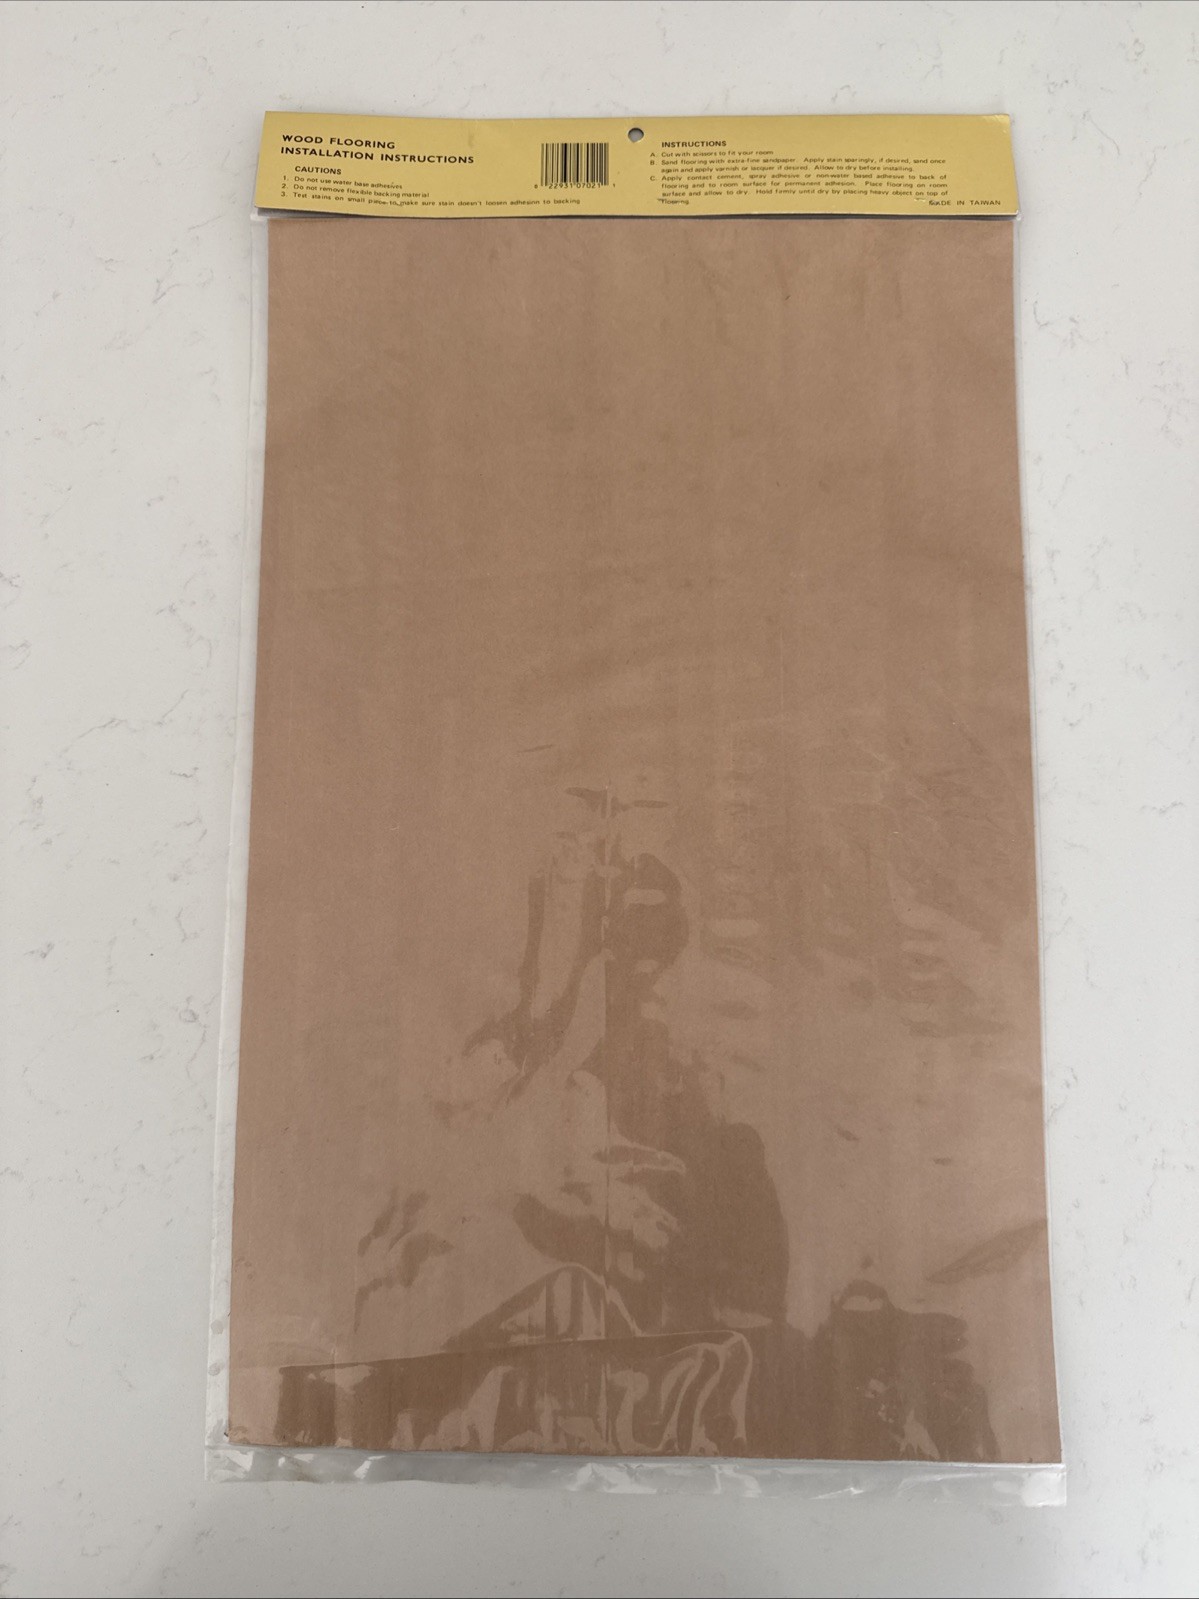 WOOD FLOORING
INSTALLATION INSTRUCTIONS
CAUTIONS
1. Do not use water base adhesives
2. Do not remove flexible backing material
3. Test stains on small piece to make sure stain doesn't loosen adhesion to backing
8 22931 07021 1
INSTRUCTIONS
A. Cut with scissors to fit your room
B. Sand flooring with extra-fine sandpaper. Apply stain sparingly, if desired, sand once
again and apply varnish or lacquer if desired. Allow to dry before installing.
C. Apply contact cement, spray adhesive or non-water based adhesive to back of
flooring and to room surface for permanent adhesion. Place flooring on room
surface and allow to dry. Hold firmly until dry by placing heavy object on top of
flooring.
MADE IN TAIWAN